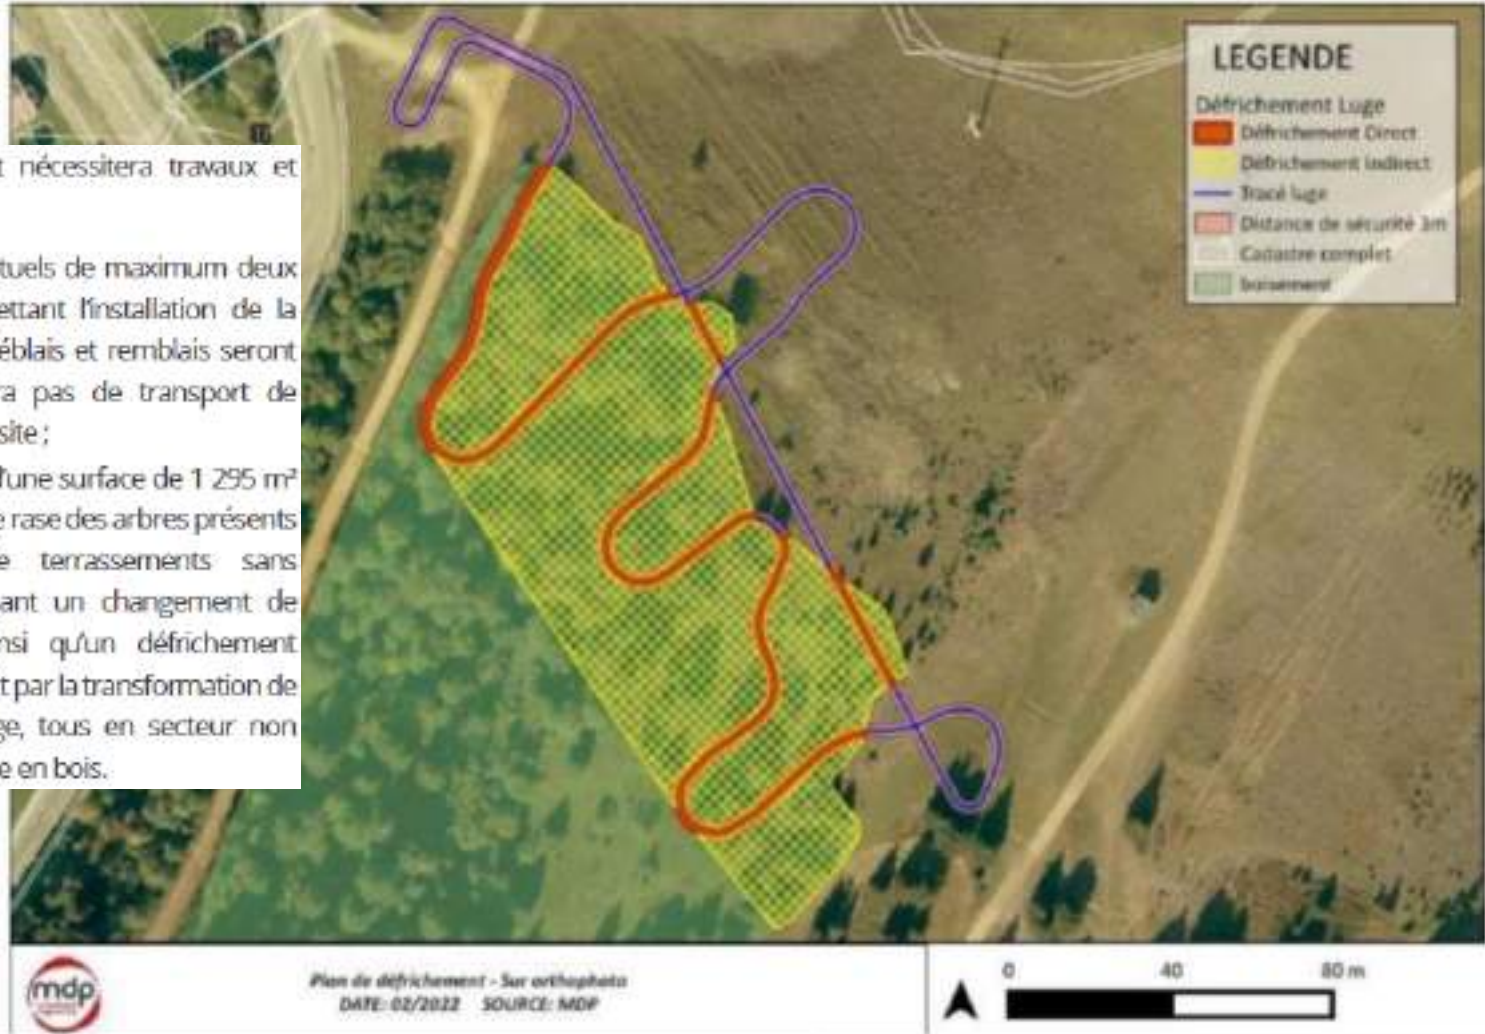 t nécessitera travaux et
tuels de maximum deux
ettant l'installation de la
éblais et remblais seront
ra pas de transport de
site ;
d'une surface de 1 295 m²
e rase des arbres présents
e terrassements sans
ant un changement de
nsi qu'un défrichement
t par la transformation de
ge, tous en secteur non
e en bois.
LEGENDE
Défrichement Luge
Défrichement Direct
Défrichement Indirect
Tracé luge
Distance de sécurité 3m
Cadastre complet
boisement
mdp
Plan de défrichement - Sur orthophoto
DATE: 02/2022 SOURCE: MDP
0 40 80 m